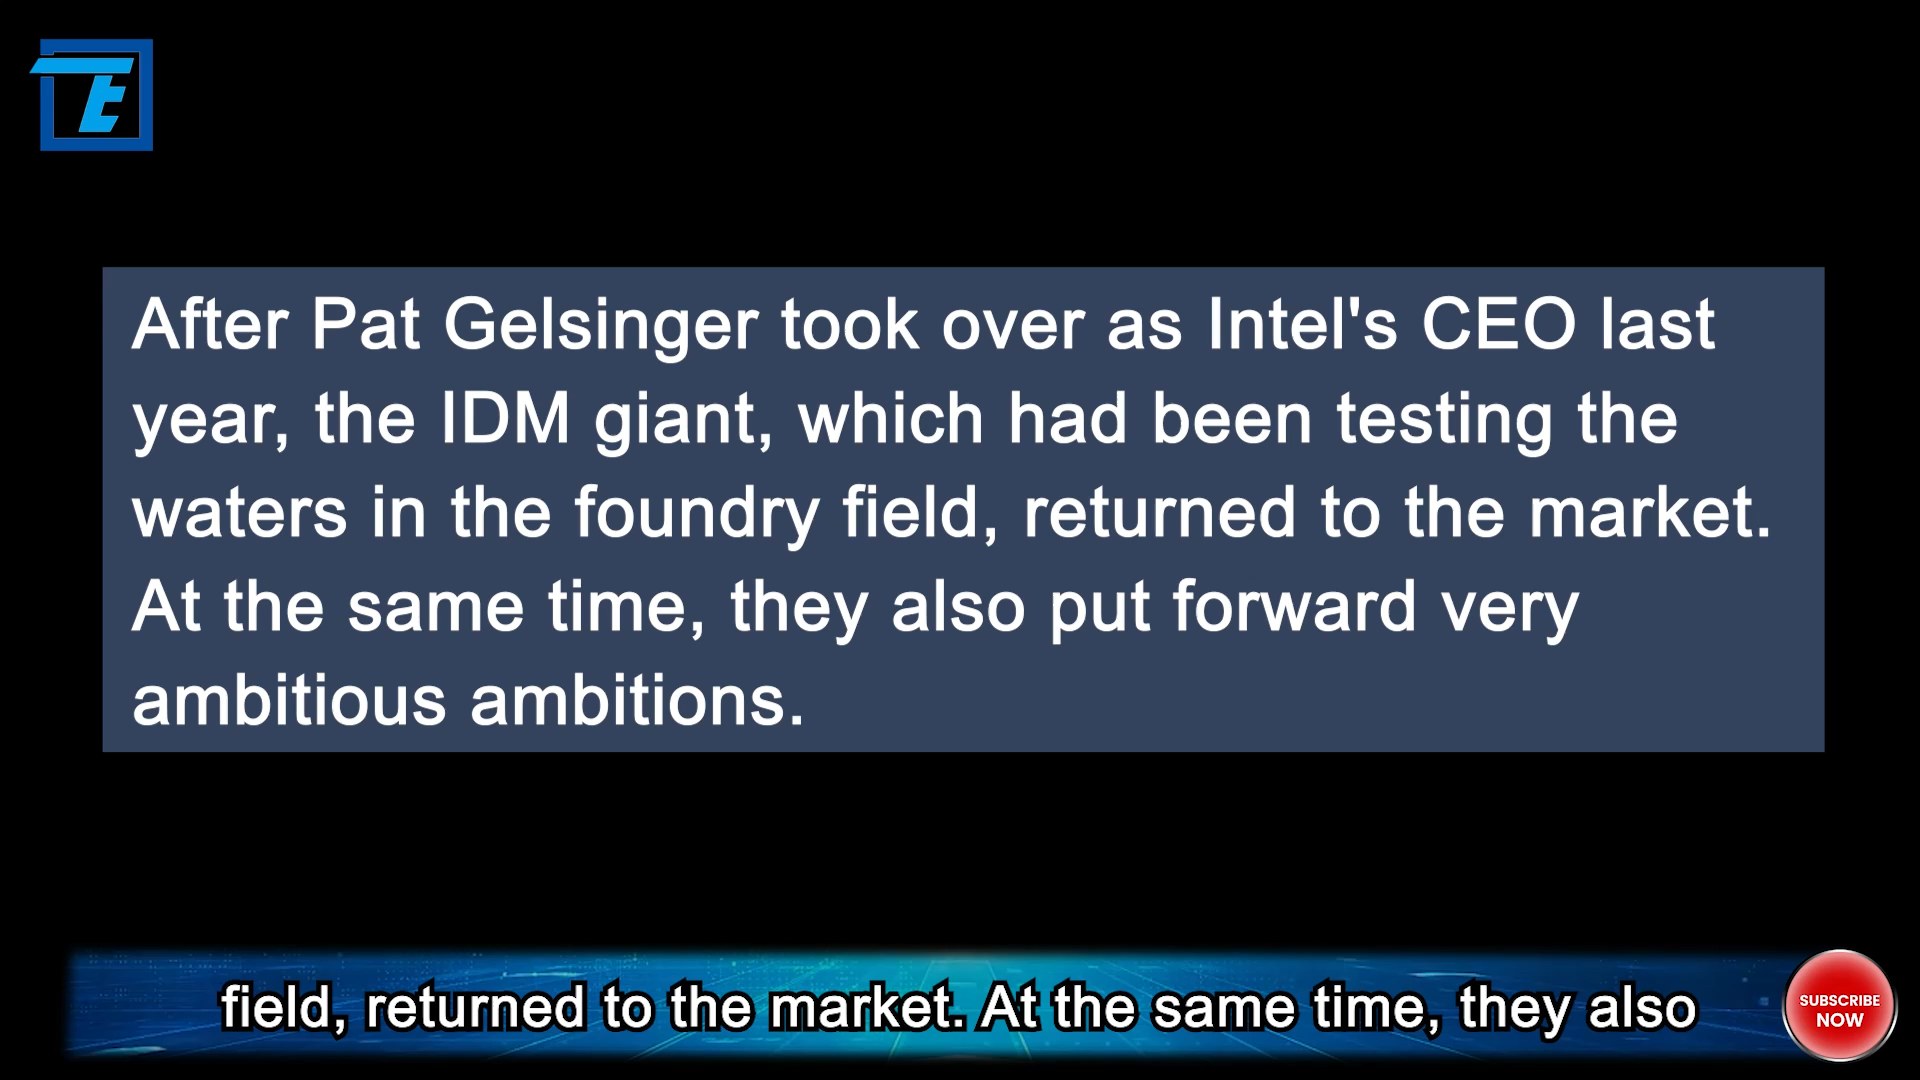 TE
After Pat Gelsinger took over as Intel's CEO last
year, the IDM giant, which had been testing the
waters in the foundry field, returned to the market.
At the same time, they also put forward very
ambitious ambitions.
field, returned to the market. At the same time, they also
SUBSCRIBE
NOW